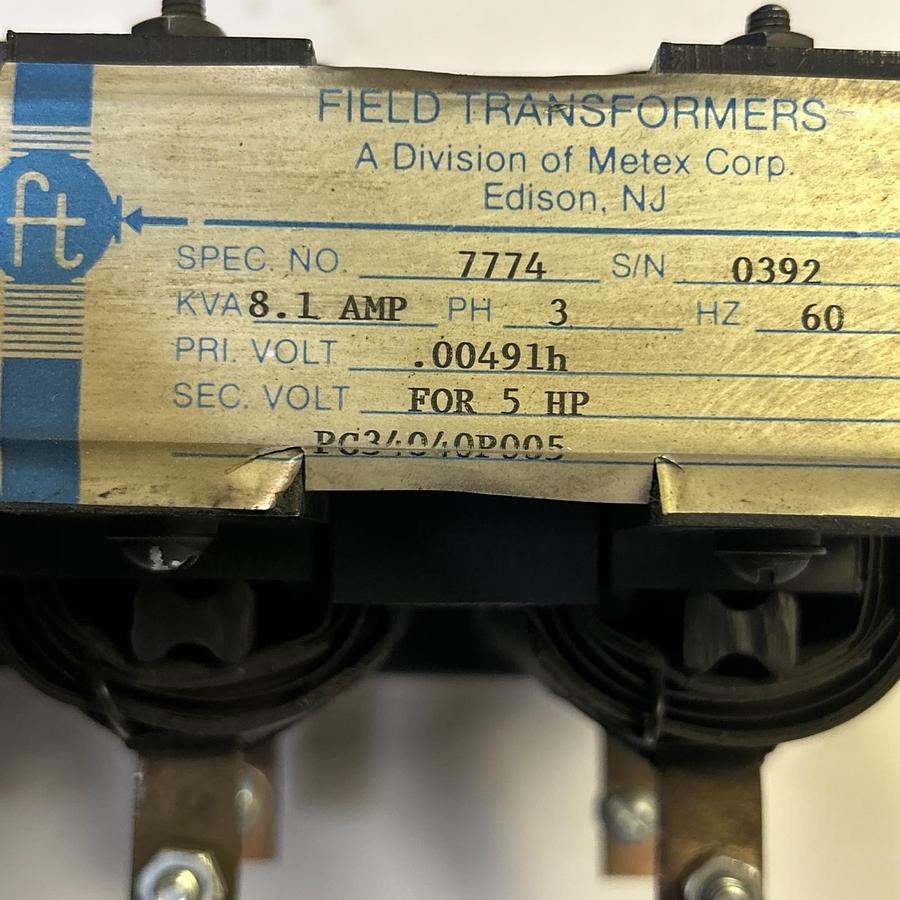 FIELD TRANSFORMERS
A Division of Metex Corp.
Edison, NJ
ft
SPEC. NO. 7774 S/N 0392
KVA 8.1 AMP PH 3 HZ 60
PRI. VOLT .00491h
SEC. VOLT FOR 5 HP
PC34040P005